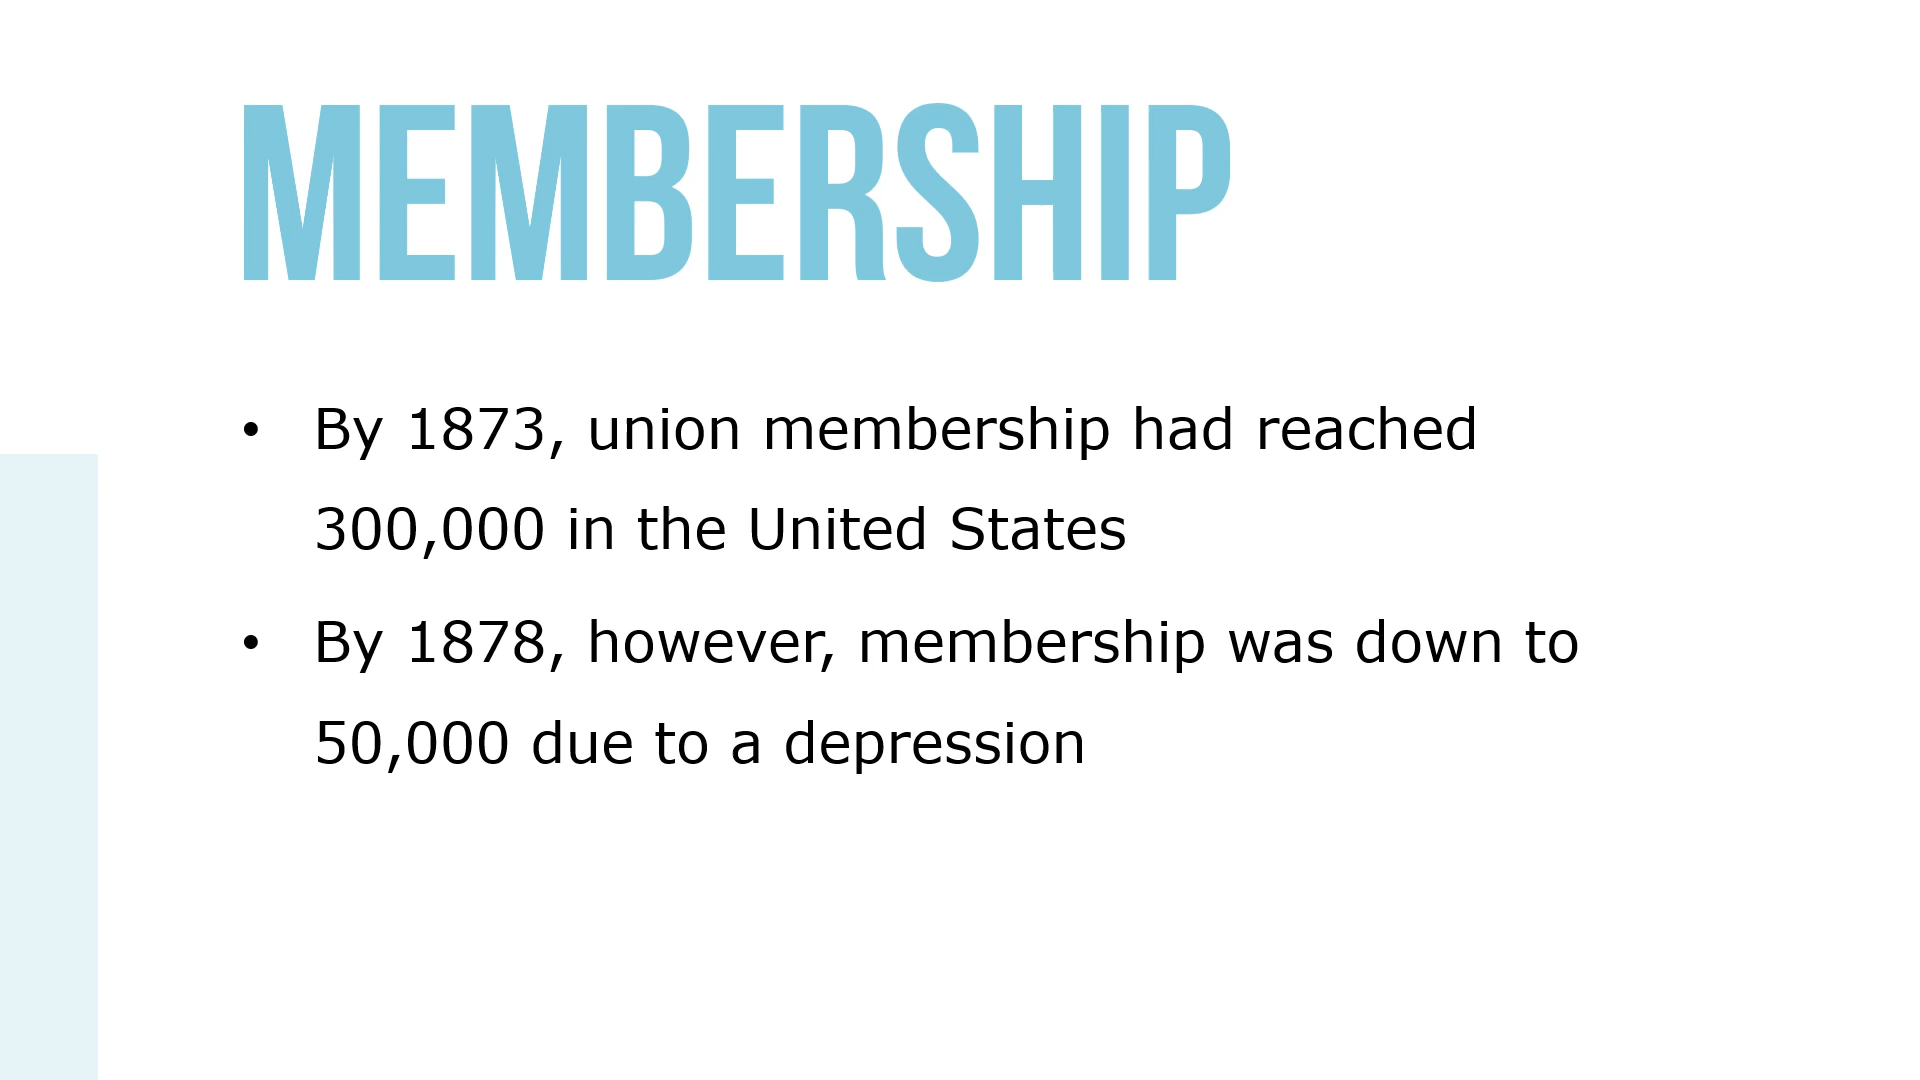 MEMBERSHIP
• By 1873, union membership had reached
300,000 in the United States
• By 1878, however, membership was down to
50,000 due to a depression